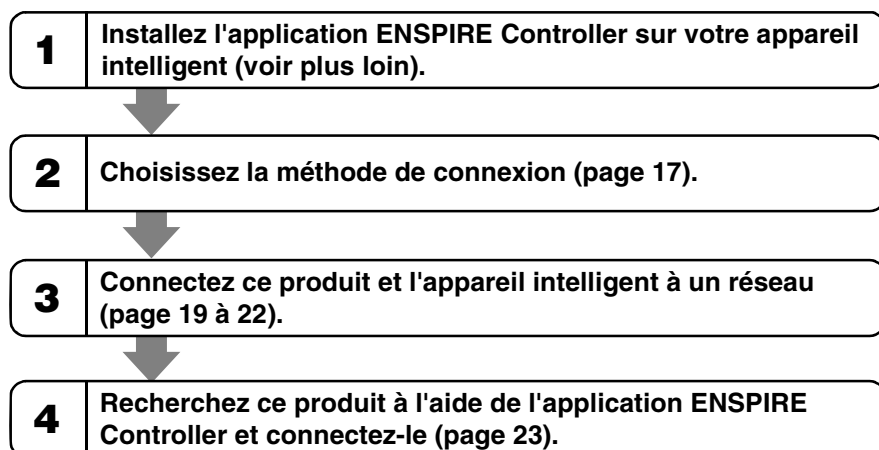 1
Installez l'application ENSPIRE Controller sur votre appareil
intelligent (voir plus loin).
2
Choisissez la méthode de connexion (page 17).
3
Connectez ce produit et l'appareil intelligent à un réseau
(page 19 à 22).
4
Recherchez ce produit à l'aide de l'application ENSPIRE
Controller et connectez-le (page 23).